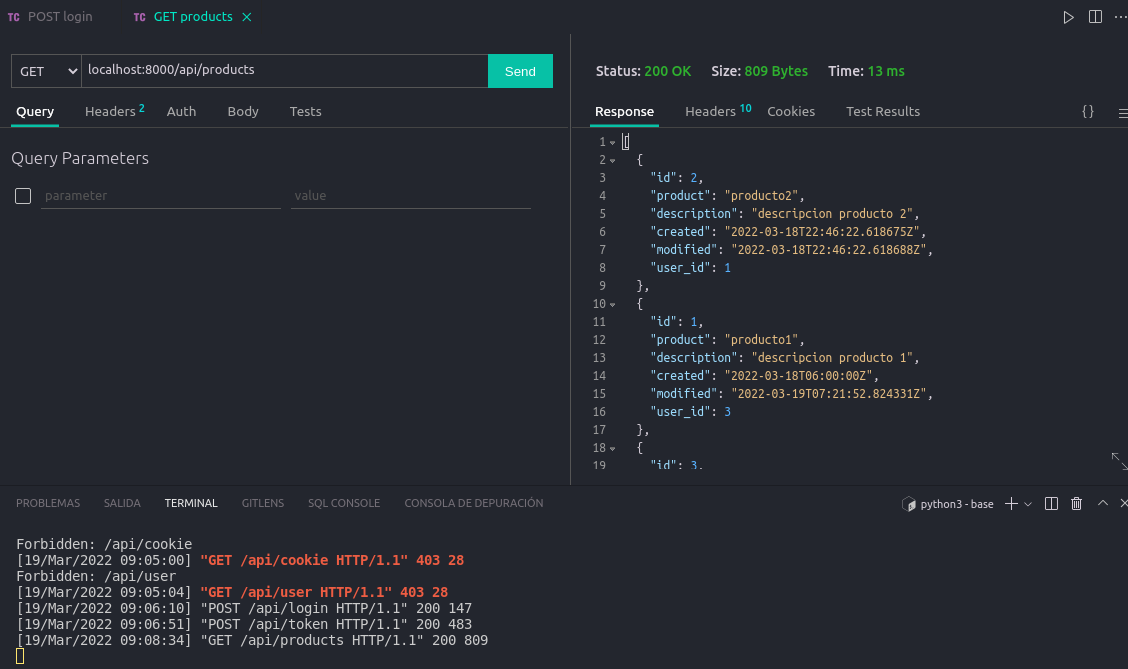 TC POST login TC GET products
GET localhost:8000/api/products Send
Query Headers 2 Auth Body Tests
Query Parameters
parameter value
Status: 200 OK Size: 809 Bytes Time: 13 ms
Response Headers 10 Cookies Test Results {}
1 [
2 {
3 "id": 2,
4 "product": "producto2",
5 "description": "descripcion producto 2",
6 "created": "2022-03-18T22:46:22.618675Z",
7 "modified": "2022-03-18T22:46:22.618688Z",
8 "user_id": 1
9 },
10 {
11 "id": 1,
12 "product": "producto1",
13 "description": "descripcion producto 1",
14 "created": "2022-03-18T06:00:00Z",
15 "modified": "2022-03-19T07:21:52.824331Z",
16 "user_id": 3
17 },
18 {
19 "id": 3,
PROBLEMAS SALIDA TERMINAL GITLENS SQL CONSOLE CONSOLA DE DEPURACIÓN python3 - base
Forbidden: /api/cookie
[19/Mar/2022 09:05:00] "GET /api/cookie HTTP/1.1" 403 28
Forbidden: /api/user
[19/Mar/2022 09:05:04] "GET /api/user HTTP/1.1" 403 28
[19/Mar/2022 09:06:10] "POST /api/login HTTP/1.1" 200 147
[19/Mar/2022 09:06:51] "POST /api/token HTTP/1.1" 200 483
[19/Mar/2022 09:08:34] "GET /api/products HTTP/1.1" 200 809